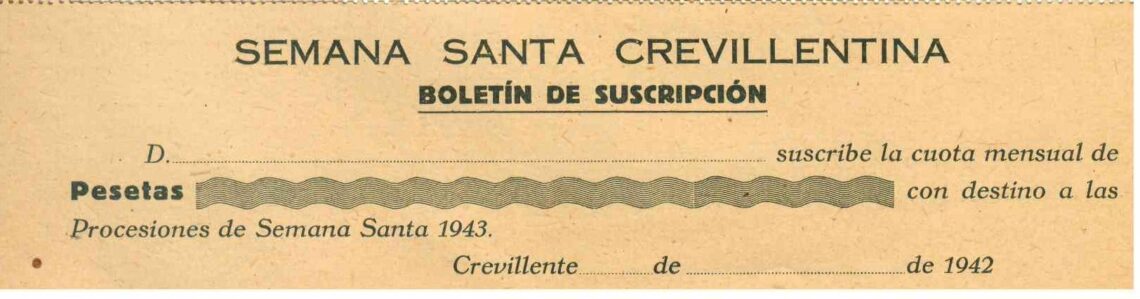 SEMANA SANTA CREVILLENTINA
BOLETÍN DE SUSCRIPCIÓN
D. suscribe la cuota mensual de
Pesetas con destino a las
Procesiones de Semana Santa 1943.
Crevillente de de 1942